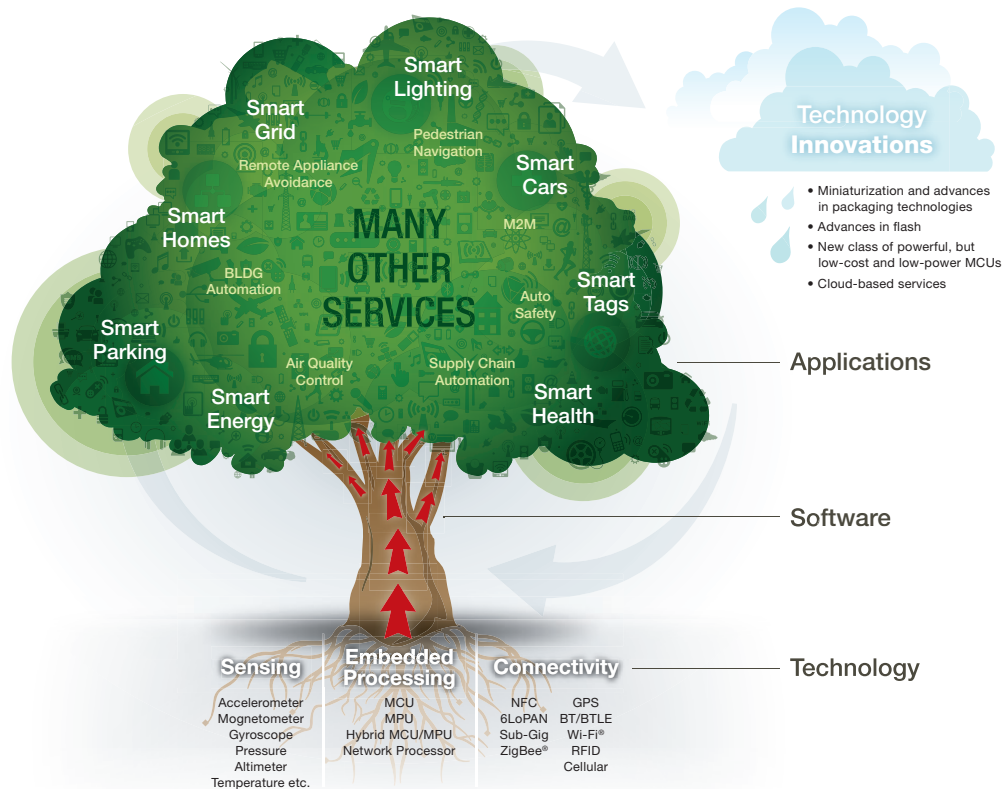 Smart
Lighting
Smart
Grid
Pedestrian
Navigation
Remote Appliance
Avoidance
Smart
Cars
Smart
Homes
M2M
MANY
OTHER
SERVICES
BLDG
Automation
Smart
Tags
Auto
Safety
Smart
Parking
Air Quality
Control
Supply Chain
Automation
Smart
Energy
Smart
Health
Technology
Innovations
• Miniaturization and advances
in packaging technologies
• Advances in flash
• New class of powerful, but
low-cost and low-power MCUs
• Cloud-based services
Applications
Software
Technology
Sensing
Accelerometer
Mognetometer
Gyroscope
Pressure
Altimeter
Temperature etc.
Embedded
Processing
MCU
MPU
Hybrid MCU/MPU
Network Processor
Connectivity
NFC
6LoPAN
Sub-Gig
ZigBee®
GPS
BT/BTLE
Wi-Fi®
RFID
Cellular